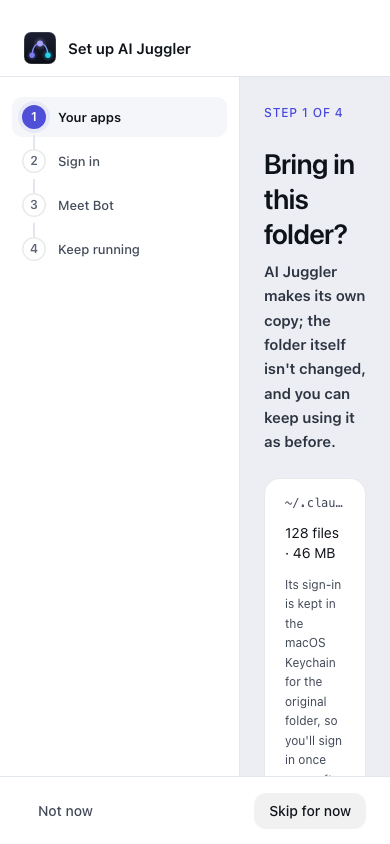 Set up AI Juggler
1 Your apps
2 Sign in
3 Meet Bot
4 Keep running
STEP 1 OF 4
Bring in
this
folder?
AI Juggler
makes its own
copy; the
folder itself
isn't changed,
and you can
keep using it
as before.
~/.clau…
128 files
· 46 MB
Its sign-in
is kept in
the
macOS
Keychain
for the
original
folder, so
you'll sign
in once
Not now
Skip for now